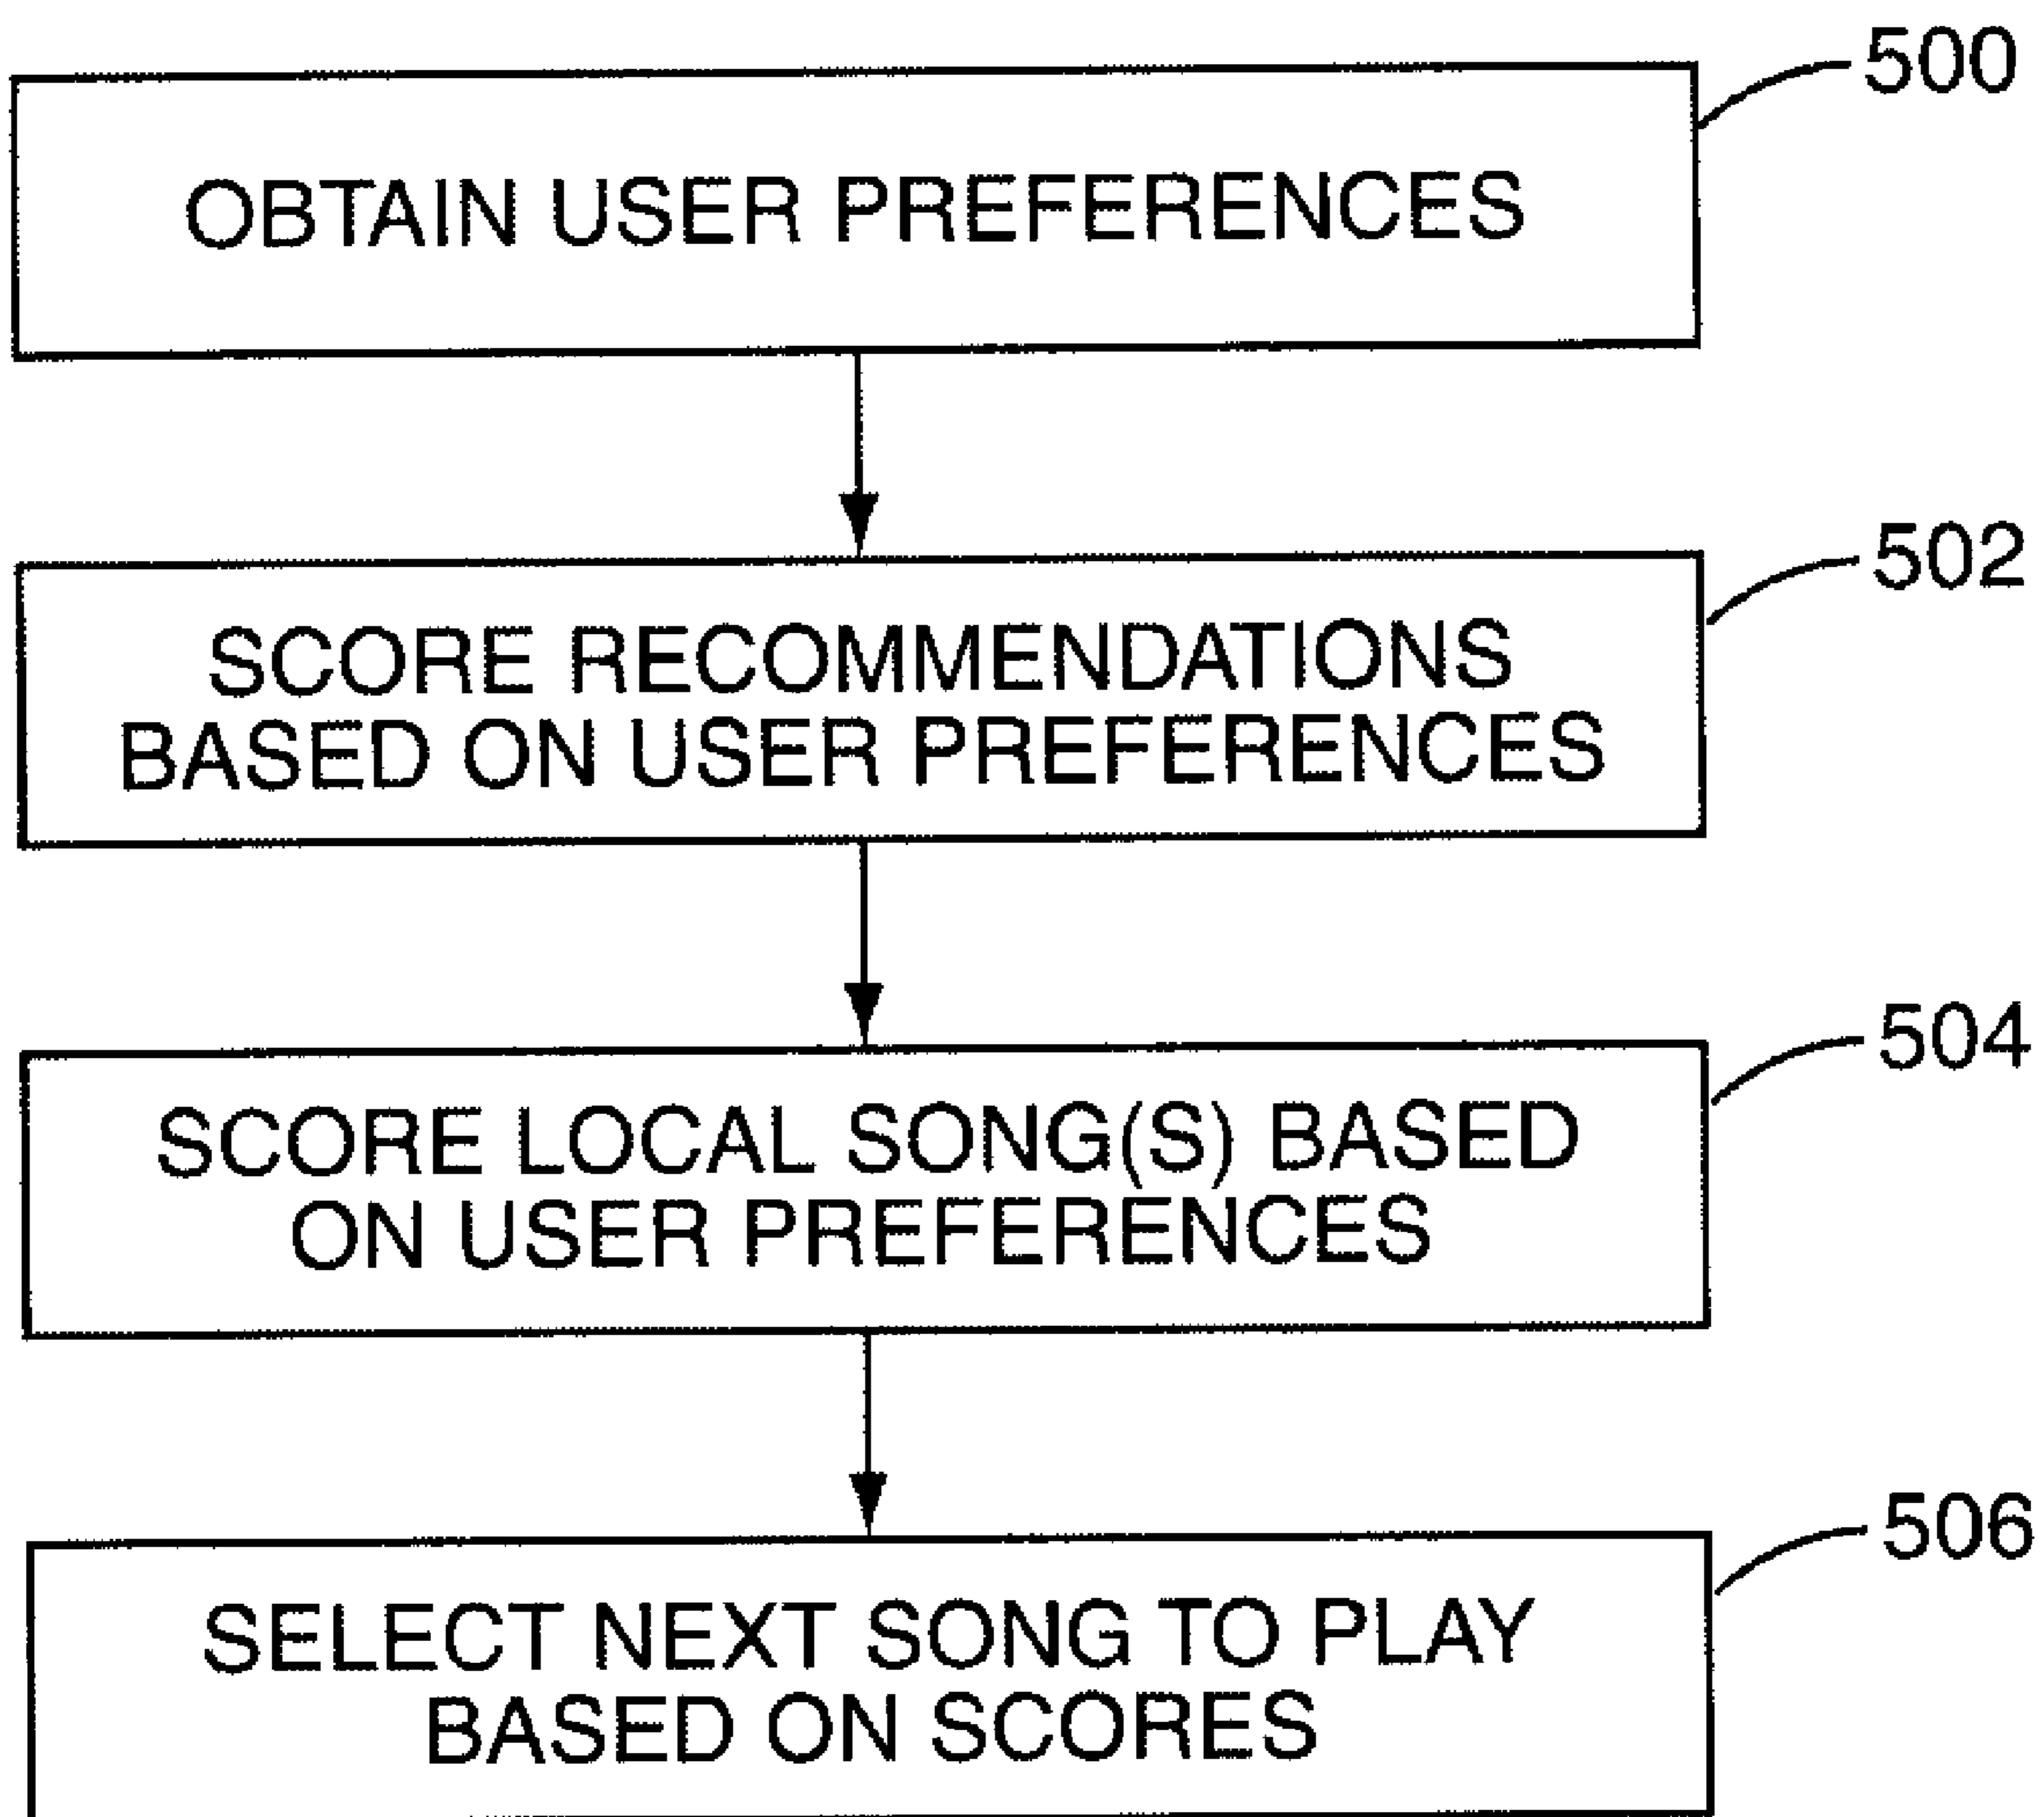 500
OBTAIN USER PREFERENCES
502
SCORE RECOMMENDATIONS
BASED ON USER PREFERENCES
504
SCORE LOCAL SONG(S) BASED
ON USER PREFERENCES
506
SELECT NEXT SONG TO PLAY
BASED ON SCORES